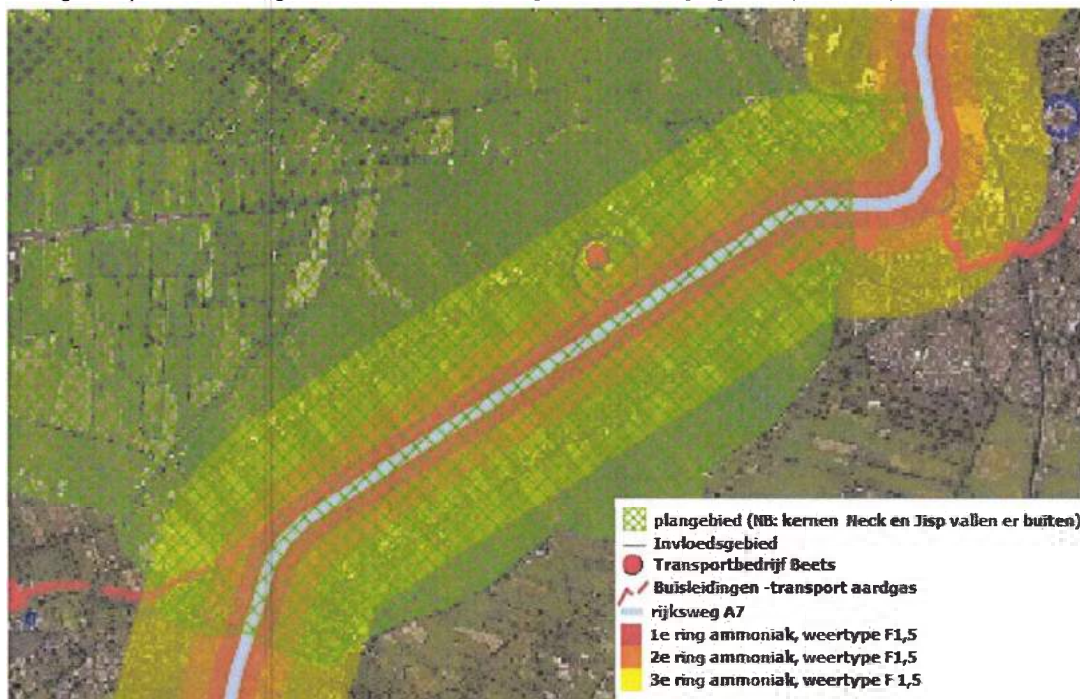 plangebied (NB: kernen Neck en Jisp vallen er buiten)
Invloedsgebied
Transportbedrijf Beets
Buisleidingen -transport aardgas
rijksweg A7
1e ring ammoniak, weertype F1,5
2e ring ammoniak, weertype F1,5
3e ring ammoniak, weertype F 1,5